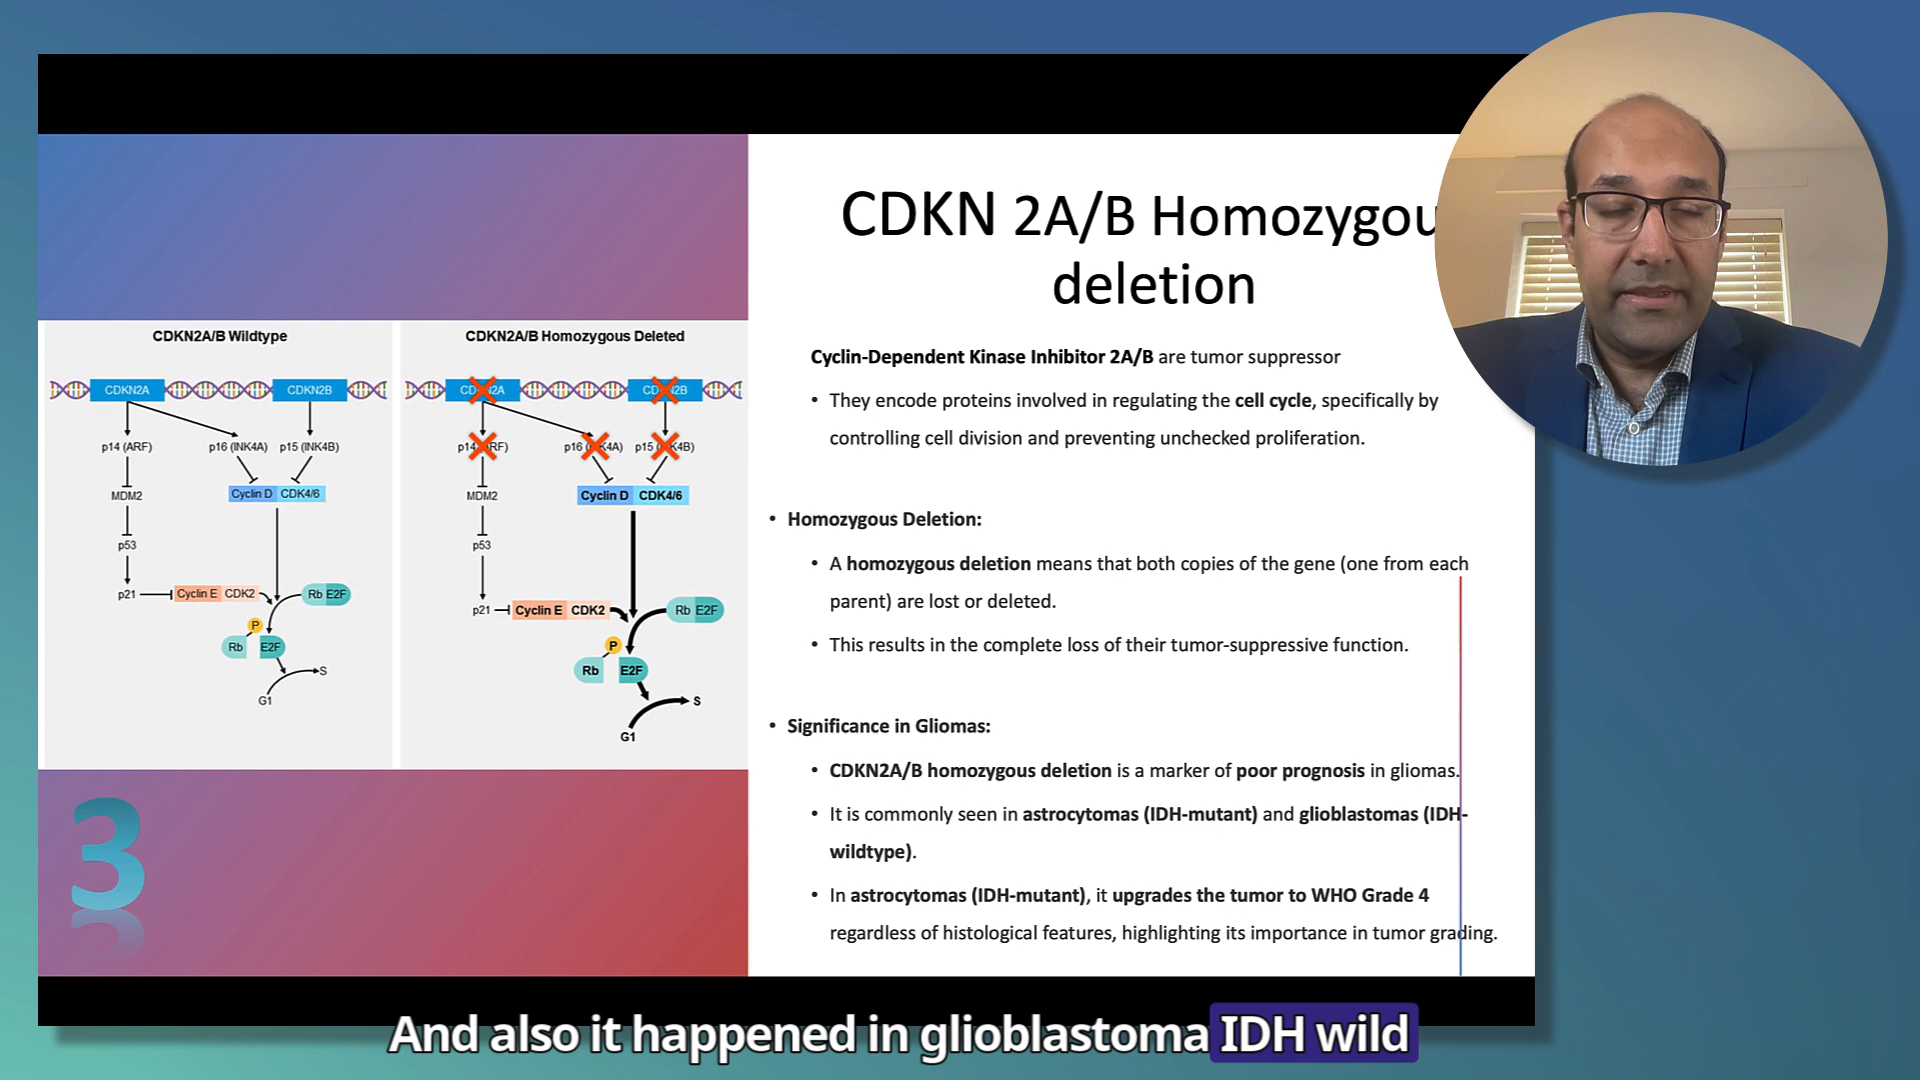 CDKN 2A/B Homozygou
deletion
CDKN2A/B Wildtype
CDKN2A
CDKN2B
p14 (ARF)
p16 (INK4A)
p15 (INK4B)
MDM2
Cyclin D
CDK4/6
p53
p21
Cyclin E
CDK2
Rb E2F
P
Rb
E2F
S
G1
CDKN2A/B Homozygous Deleted
MDM2
Cyclin D
CDK4/6
p53
p21
Cyclin E
CDK2
Rb E2F
P
Rb
E2F
S
G1
3
Cyclin-Dependent Kinase Inhibitor 2A/B are tumor suppressor
• They encode proteins involved in regulating the cell cycle, specifically by
controlling cell division and preventing unchecked proliferation.
• Homozygous Deletion:
• A homozygous deletion means that both copies of the gene (one from each
parent) are lost or deleted.
• This results in the complete loss of their tumor-suppressive function.
• Significance in Gliomas:
• CDKN2A/B homozygous deletion is a marker of poor prognosis in gliomas.
• It is commonly seen in astrocytomas (IDH-mutant) and glioblastomas (IDH-
wildtype).
• In astrocytomas (IDH-mutant), it upgrades the tumor to WHO Grade 4
regardless of histological features, highlighting its importance in tumor grading.
And also it happened in glioblastoma IDH wild